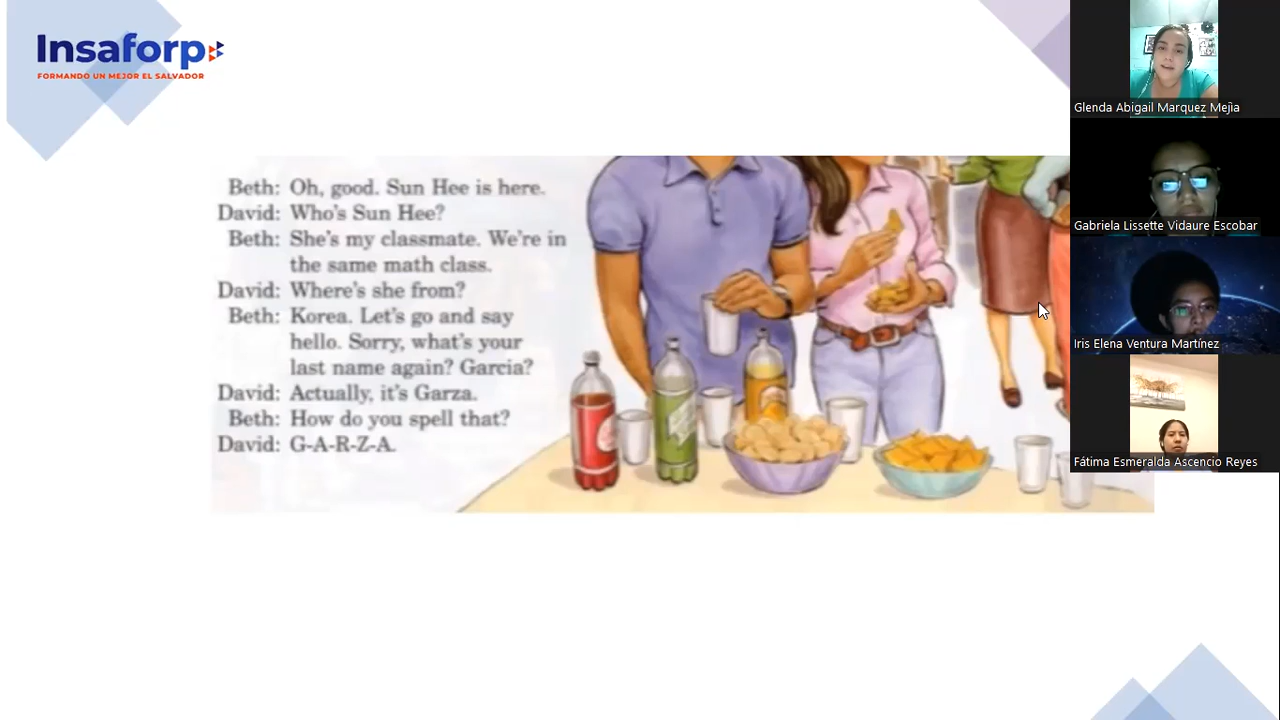 Insaforp
FORMANDO UN MEJOR EL SALVADOR
Beth: Oh, good. Sun Hee is here.
David: Who's Sun Hee?
Beth: She's my classmate. We're in
the same math class.
David: Where's she from?
Beth: Korea. Let's go and say
hello. Sorry, what's your
last name again? Garcia?
David: Actually, it's Garza.
Beth: How do you spell that?
David: G-A-R-Z-A.
Glenda Abigail Marquez Mejia
Gabriela Lissette Vidaure Escobar
Iris Elena Ventura Martínez
Fátima Esmeralda Ascencio Reyes